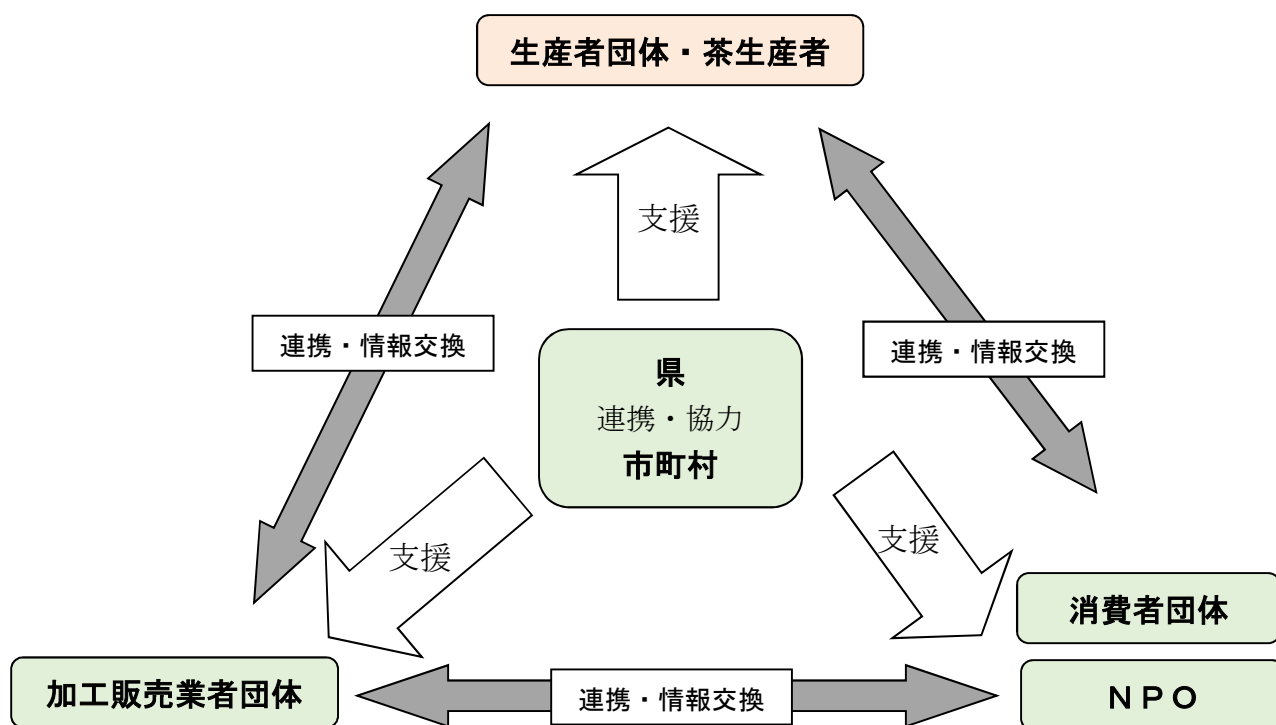 生産者団体・茶生産者
支援
連携・情報交換
連携・情報交換
県
連携・協力
市町村
支援
支援
消費者団体
加工販売業者団体
連携・情報交換
ＮＰＯ